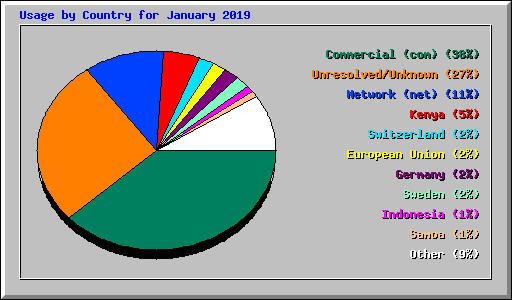 Usage by Country for January 2019
Commercial (com) (38%)
Unresolved/Unknown (27%)
Network (net) (11%)
Kenya (5%)
Switzerland (2%)
European Union (2%)
Germany (2%)
Sweden (2%)
Indonesia (1%)
Samoa (1%)
Other (9%)